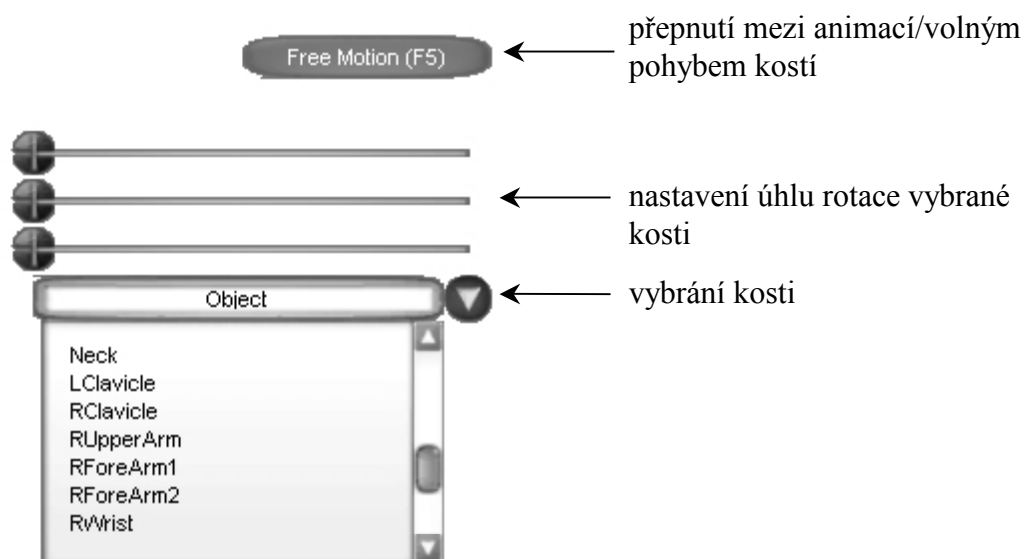 Free Motion (F5)
přepnutí mezi animací/volným
pohybem kostí
nastavení úhlu rotace vybrané
kosti
Object
vybrání kosti
Neck
LClavicle
RClavicle
RUpperArm
RForeArm1
RForeArm2
RWrist